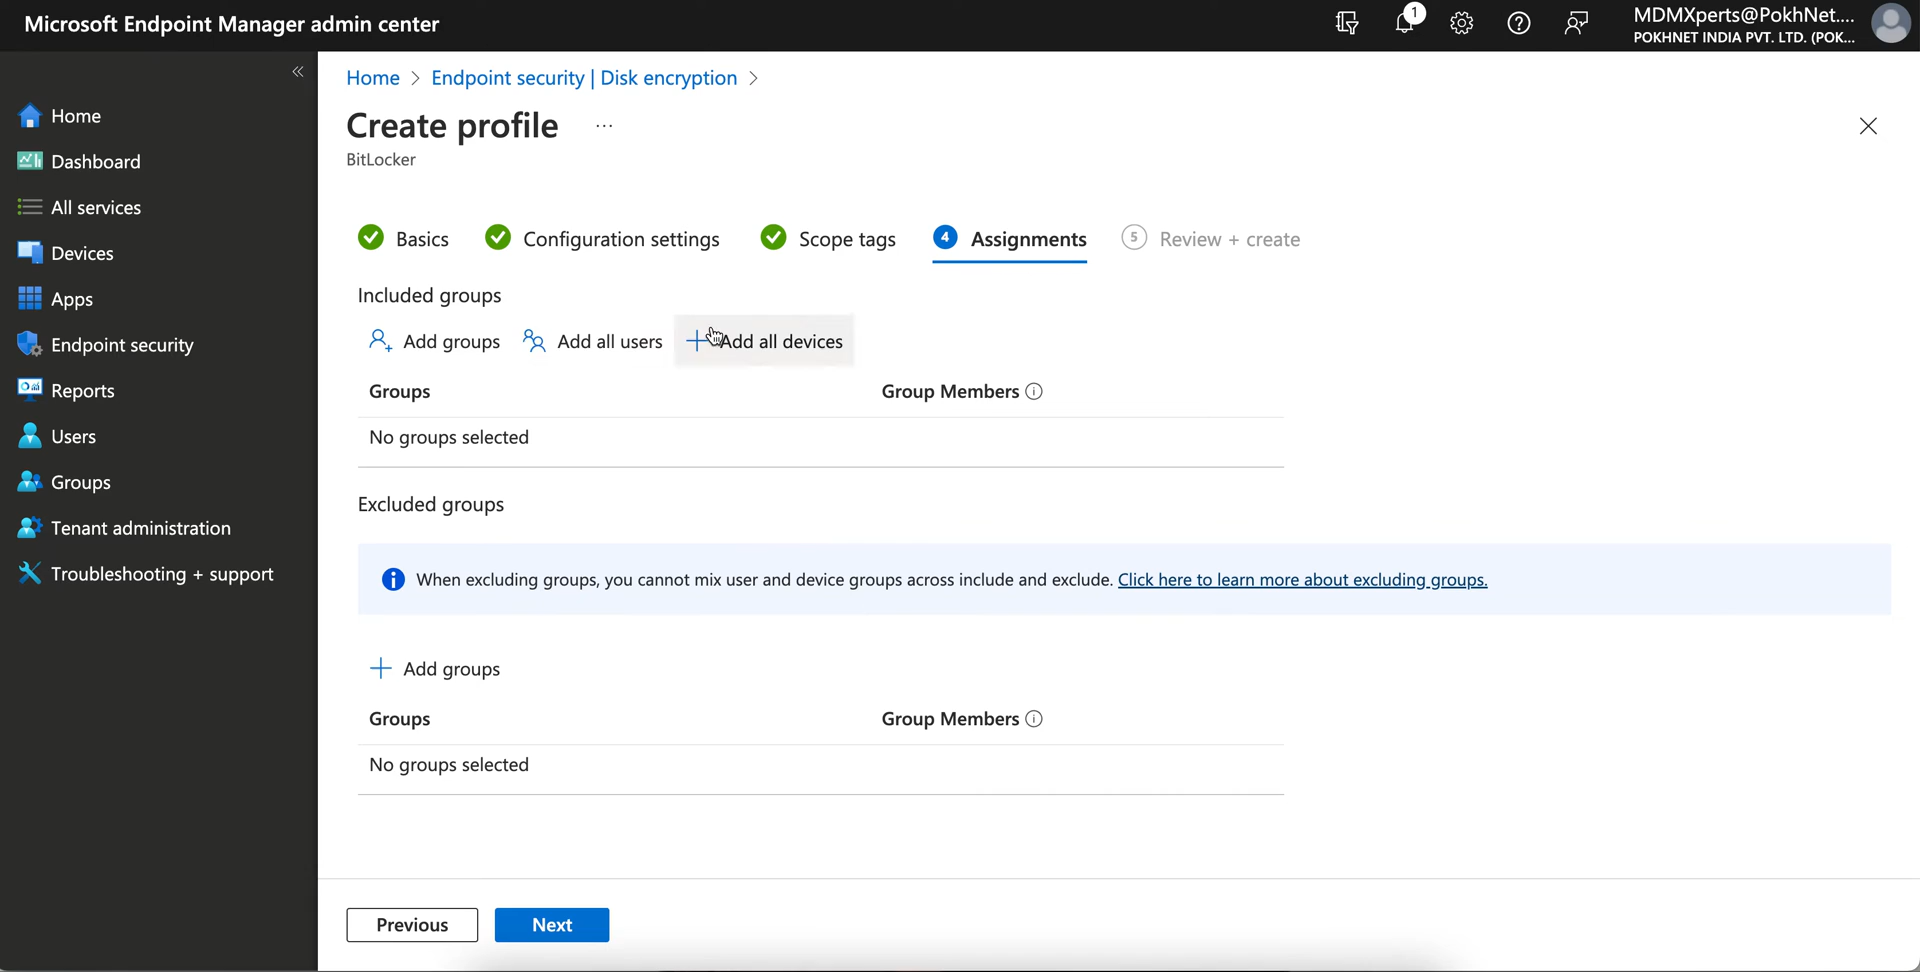 Microsoft Endpoint Manager admin center
1
MDMXperts@PokhNet....
POKHNET INDIA PVT. LTD. (POK...
«
Home
Dashboard
All services
Devices
Apps
Endpoint security
Reports
Users
Groups
Tenant administration
Troubleshooting + support
Home > Endpoint security | Disk encryption >
Create profile ...
BitLocker
Basics
Configuration settings
Scope tags
4 Assignments
5 Review + create
Included groups
Add groups
Add all users
Add all devices
Groups
Group Members
No groups selected
Excluded groups
When excluding groups, you cannot mix user and device groups across include and exclude. Click here to learn more about excluding groups.
Add groups
Groups
Group Members
No groups selected
Previous
Next